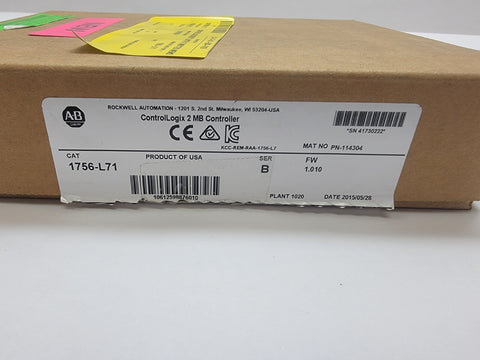 AB
ROCKWELL AUTOMATION - 1201 S. 2nd St. Milwaukee, WI 53204-USA
ControlLogix 2 MB Controller
*SN 41730222*
KCC-REM-RAA-1756-L7
MAT NO PN-114304
CAT
1756-L71
PRODUCT OF USA
SER
B
FW
1.010
10612598876010
PLANT 1020
DATE 2015/05/28